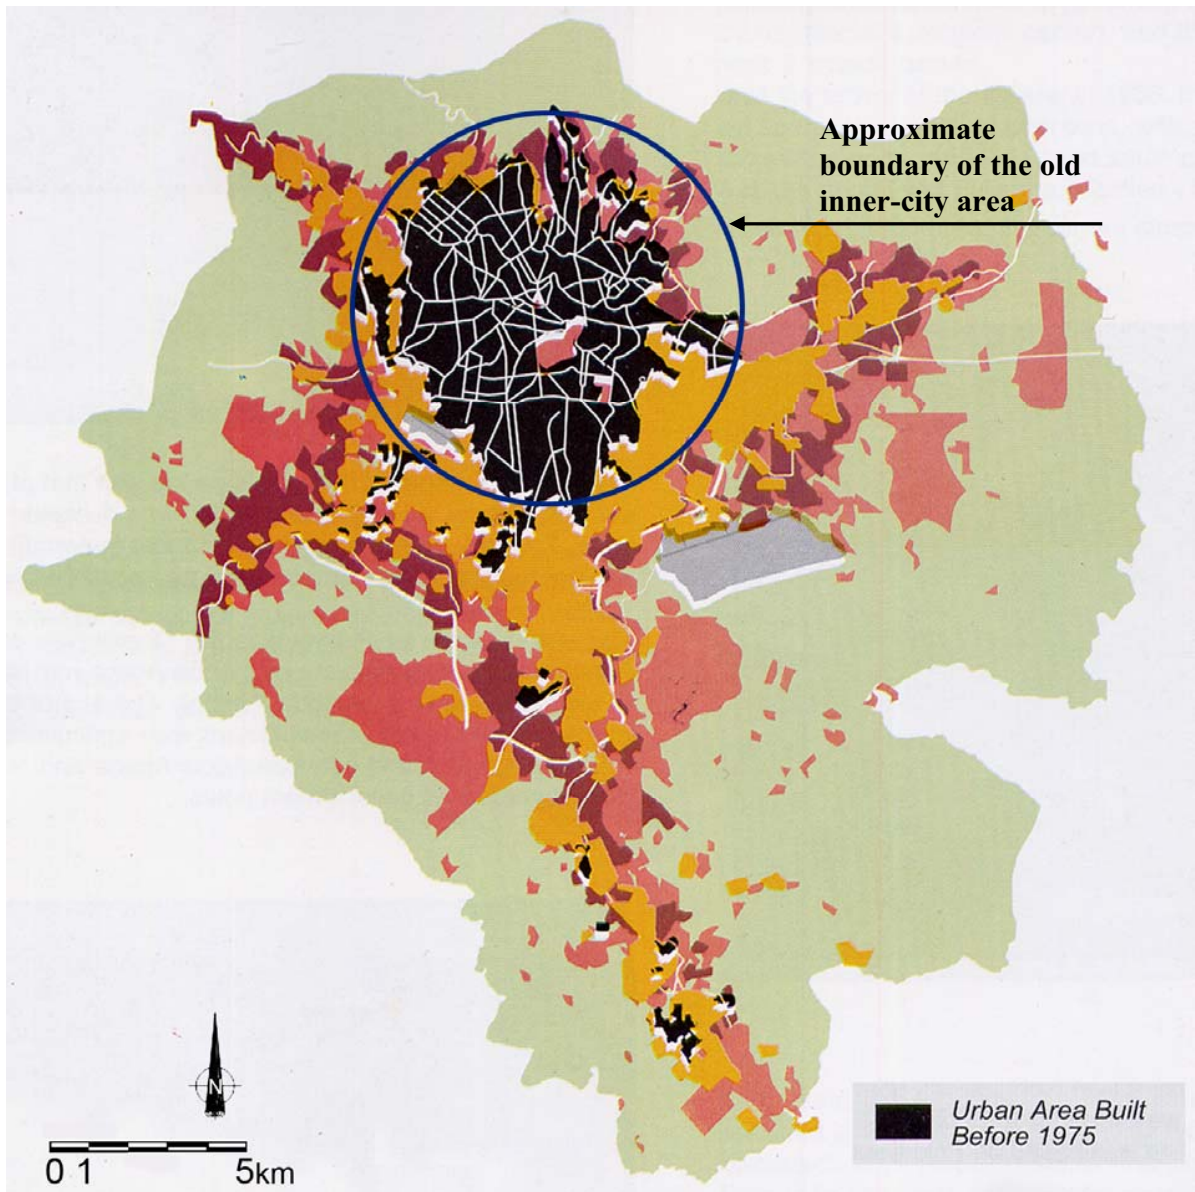 Approximate
boundary of the old
inner-city area
N
0 1 5km
Urban Area Built
Before 1975